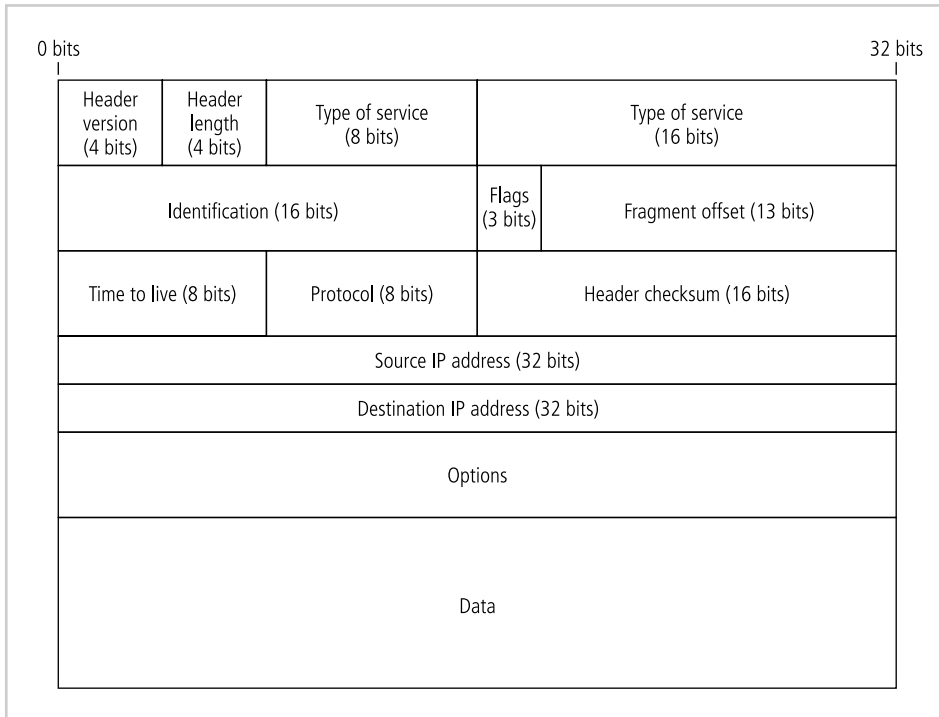 0 bits
32 bits
Header
version
(4 bits)
Header
length
(4 bits)
Type of service
(8 bits)
Type of service
(16 bits)
Identification (16 bits)
Flags
(3 bits)
Fragment offset (13 bits)
Time to live (8 bits)
Protocol (8 bits)
Header checksum (16 bits)
Source IP address (32 bits)
Destination IP address (32 bits)
Options
Data